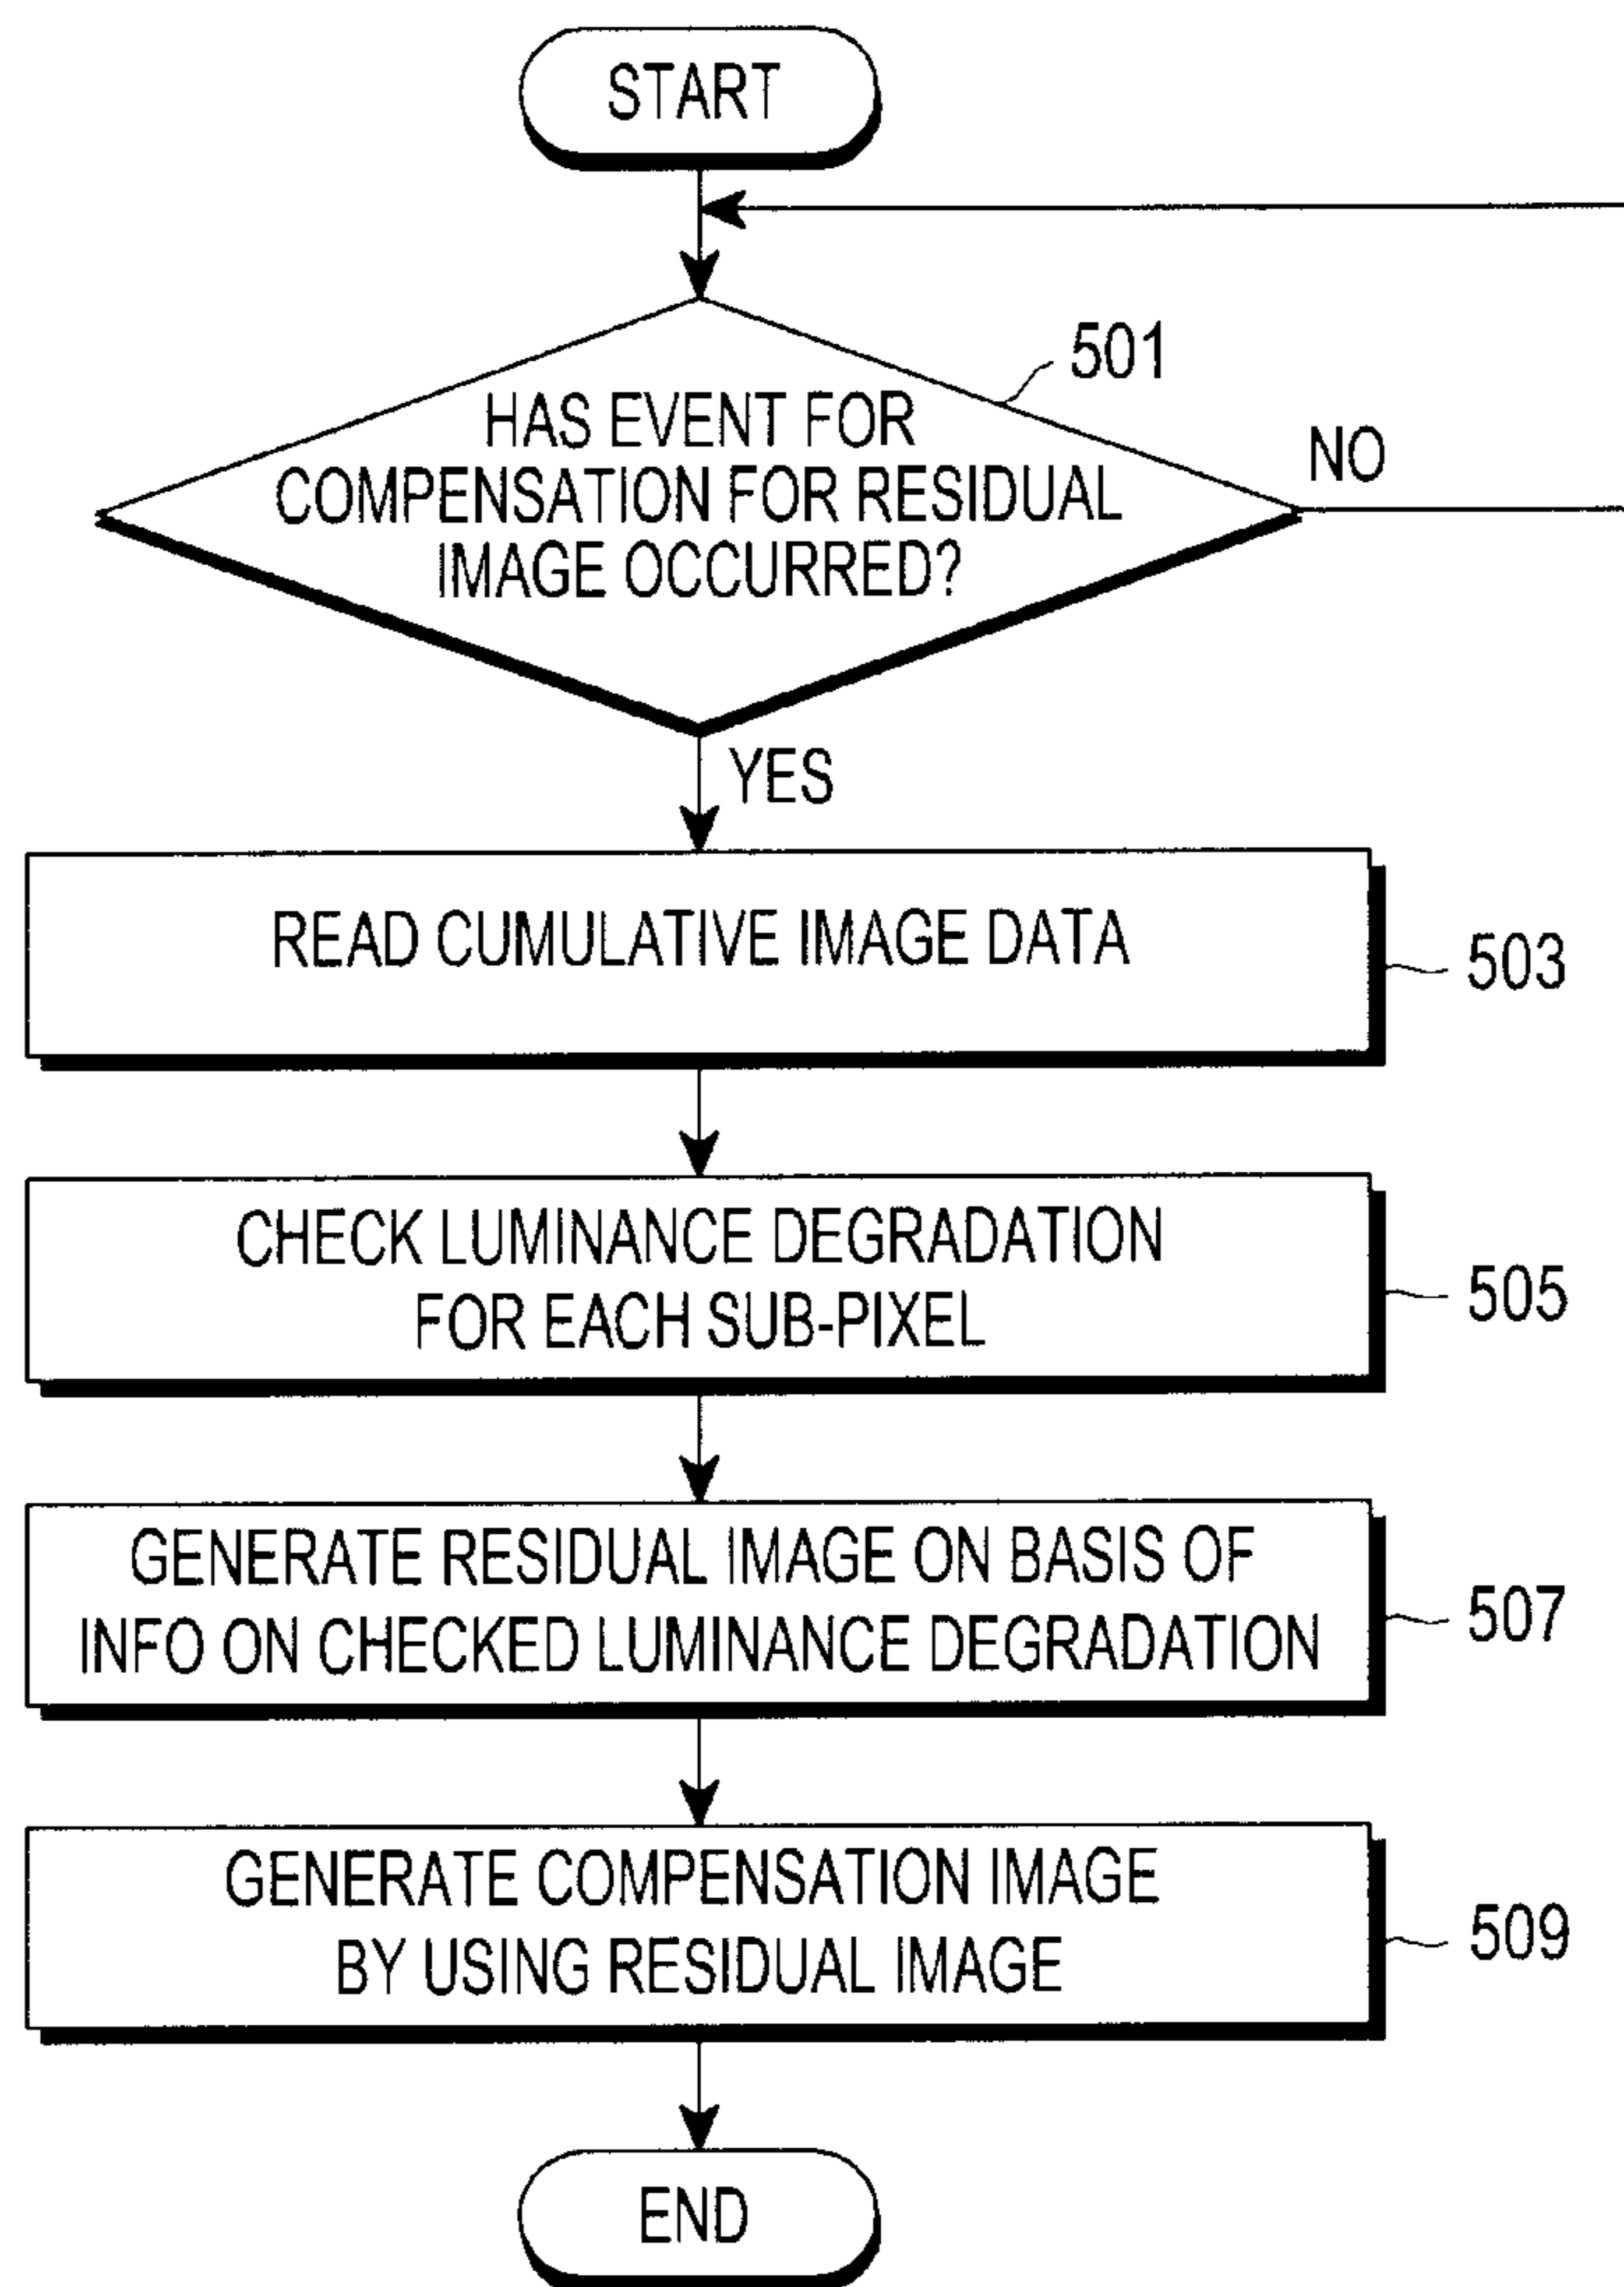 START
501
HAS EVENT FOR
COMPENSATION FOR RESIDUAL
IMAGE OCCURRED?
NO
YES
READ CUMULATIVE IMAGE DATA
503
CHECK LUMINANCE DEGRADATION
FOR EACH SUB-PIXEL
505
GENERATE RESIDUAL IMAGE ON BASIS OF
INFO ON CHECKED LUMINANCE DEGRADATION
507
GENERATE COMPENSATION IMAGE
BY USING RESIDUAL IMAGE
509
END